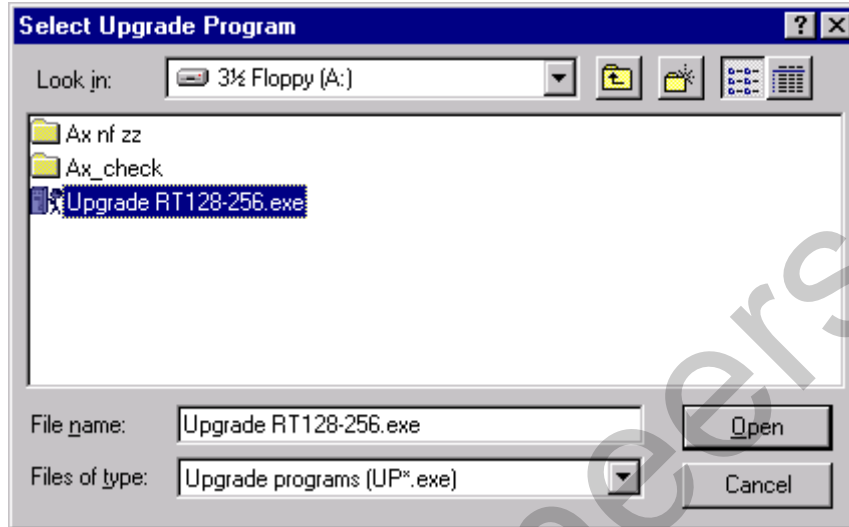 Select Upgrade Program
Look in: 3½ Floppy (A:)
Ax nf zz
Ax_check
Upgrade RT128-256.exe
File name: Upgrade RT128-256.exe Open
Files of type: Upgrade programs (UP*.exe) Cancel
eers